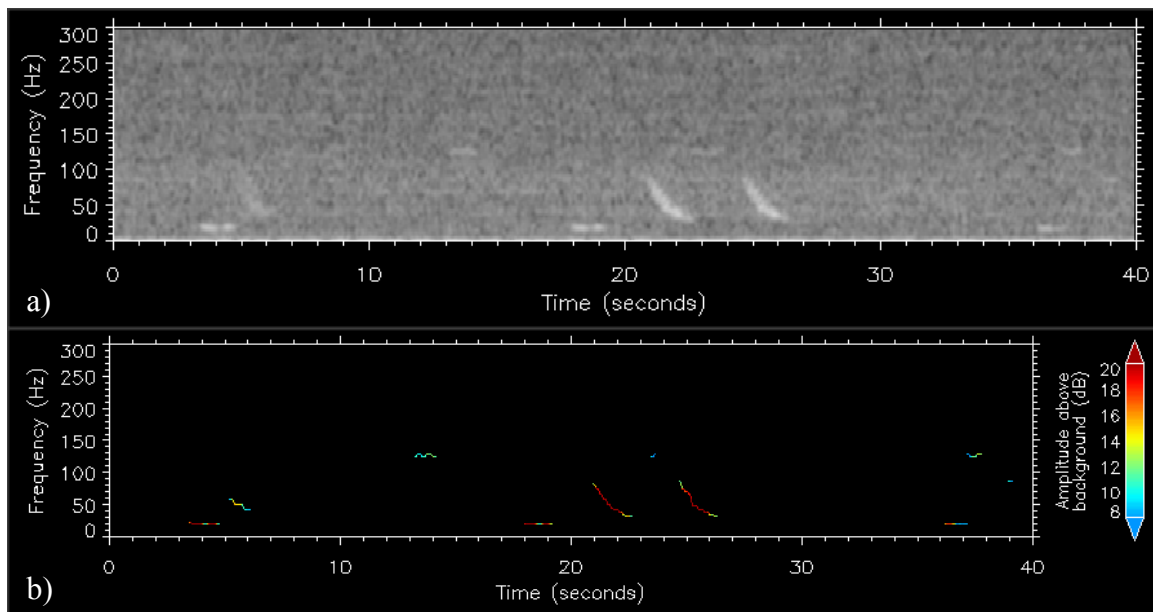 300
250
200
150
100
50
0
Frequency (Hz)
0 10 20 30 40
Time (seconds)
a)
300
250
200
150
100
50
0
Frequency (Hz)
0 10 20 30 40
Time (seconds)
b)
Amplitude above
background (dB)
20
18
16
14
12
10
8